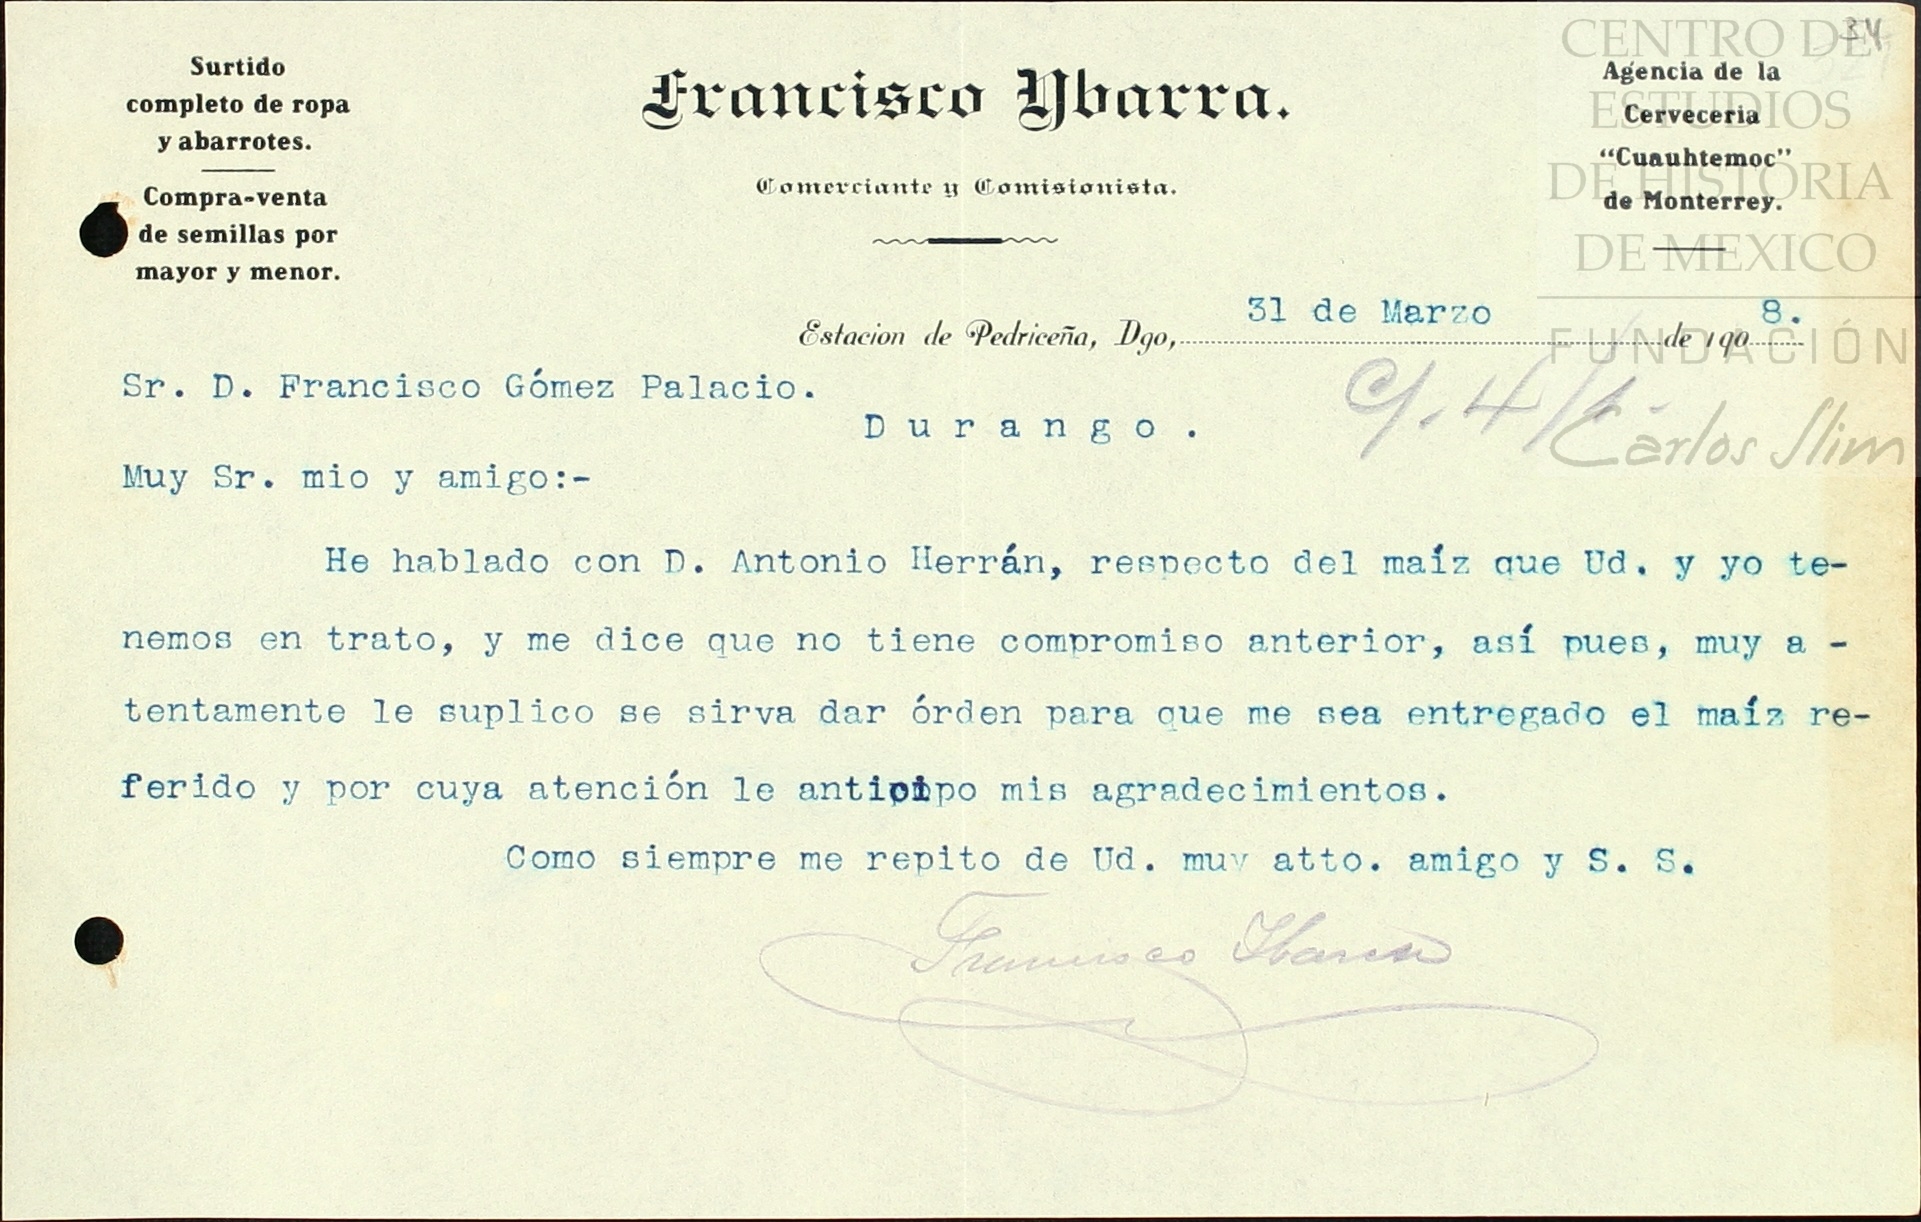 34
CENTRO DE
ESTUDIOS
DE HISTORIA
DE MEXICO
FUNDACIÓN
Carlos Slim
Surtido
completo de ropa
y abarrotes.
Compra-venta
de semillas por
mayor y menor.
Francisco Ybarra.
Comerciante y Comisionista.
Agencia de la
Cerveceria
"Cuauhtemoc"
de Monterrey.
Estacion de Pedriceña, Dgo, 31 de Marzo de 1908.
Sr. D. Francisco Gómez Palacio.
Durango.
Muy Sr. mio y amigo:-
He hablado con D. Antonio Herrán, respecto del maíz que Ud. y yo te-
nemos en trato, y me dice que no tiene compromiso anterior, así pues, muy a -
tentamente le suplico se sirva dar órden para que me sea entregado el maíz re-
ferido y por cuya atención le anticipo mis agradecimientos.
Como siempre me repito de Ud. muy atto. amigo y S. S.
Francisco Ibarra